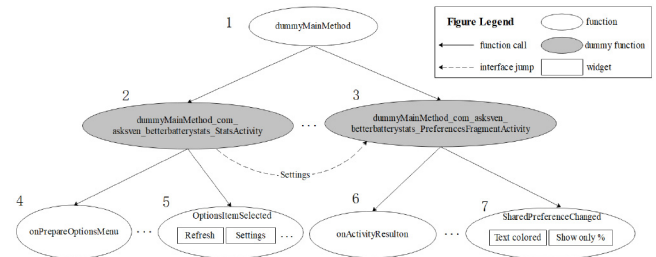 1
dummyMainMethod
Figure Legend
function
function call
dummy function
interface jump
widget
2
dummyMainMethod_com_
asksven_betterbatterystats_StatsActivity
...
3
dummyMainMethod_com_asksven_
betterbatterystats_PreferencesFragmentActivity
Settings
4
onPrepareOptionsMenu
...
5
OptionsItemSelected
Refresh
Settings
...
6
onActivityResulton
...
7
SharedPreferenceChanged
Text colored
Show only %